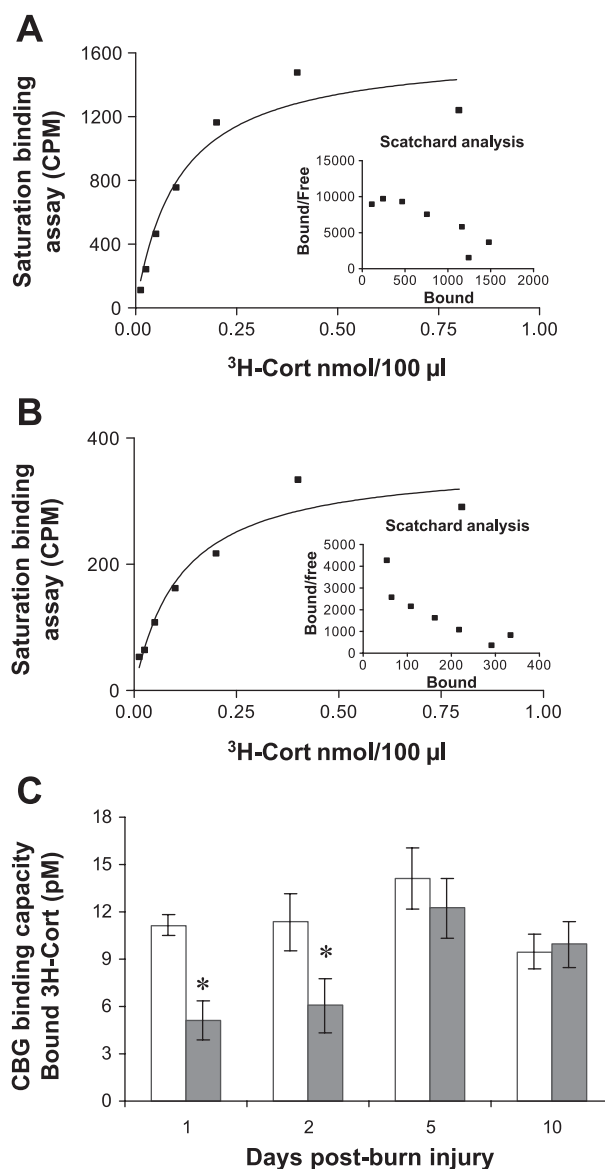 A
Saturation binding
assay (CPM)
1600
1200
800
400
0
0.00 0.25 0.50 0.75 1.00
³H-Cort nmol/100 µl
Scatchard analysis
Bound/Free
15000
10000
5000
0
0 500 1000 1500 2000
Bound
B
Saturation binding
assay (CPM)
400
200
0
0.00 0.25 0.50 0.75 1.00
³H-Cort nmol/100 µl
Scatchard analysis
Bound/free
5000
4000
3000
2000
1000
0
0 100 200 300 400
Bound
C
CBG binding capacity
Bound 3H-Cort (pM)
18
15
12
9
6
3
0
* *
1 2 5 10
Days post-burn injury